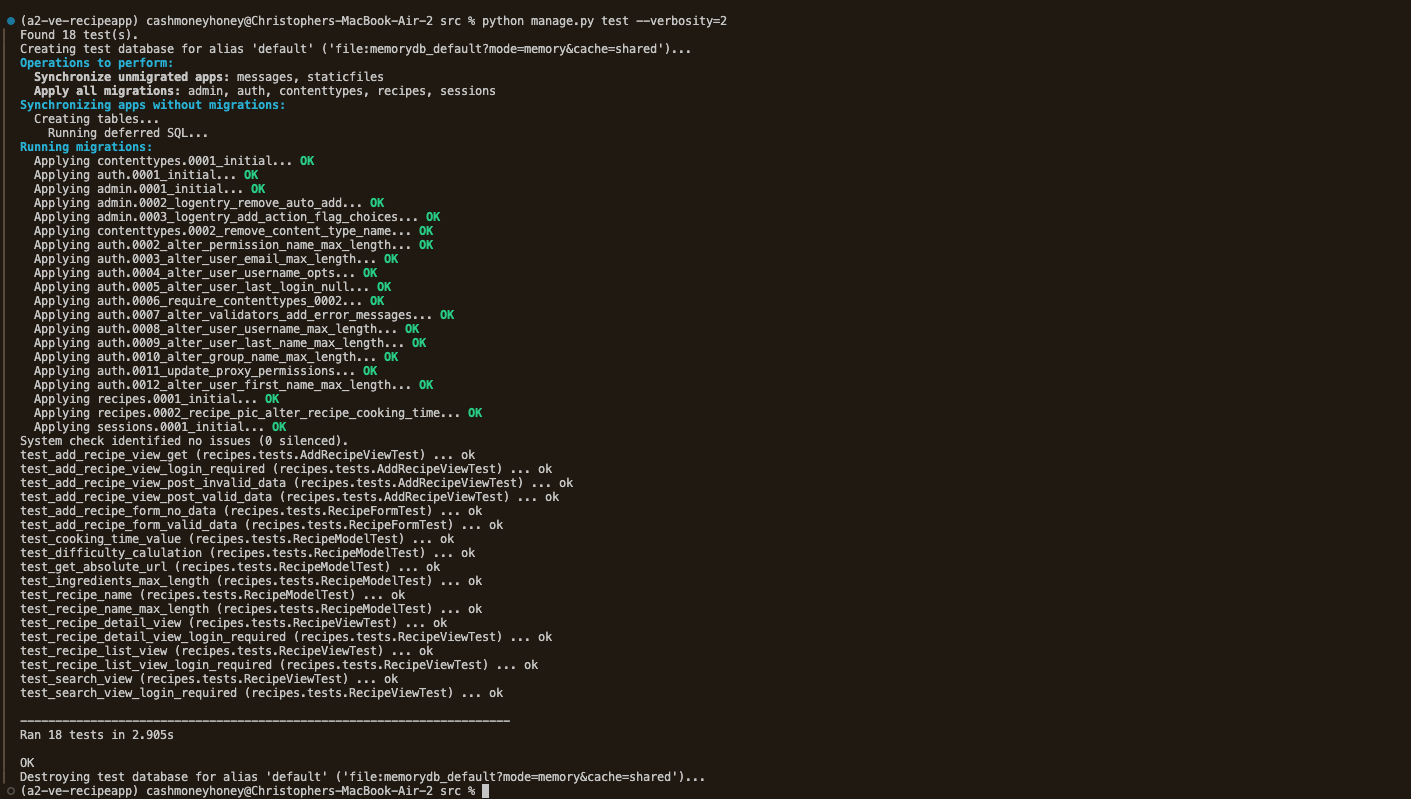 (a2-ve-recipeapp) cashmoneyhoney@Christophers-MacBook-Air-2 src % python manage.py test --verbosity=2
Found 18 test(s).
Creating test database for alias 'default' ('file:memorydb_default?mode=memory&cache=shared')...
Operations to perform:
  Synchronize unmigrated apps: messages, staticfiles
  Apply all migrations: admin, auth, contenttypes, recipes, sessions
Synchronizing apps without migrations:
  Creating tables...
    Running deferred SQL...
Running migrations:
  Applying contenttypes.0001_initial... OK
  Applying auth.0001_initial... OK
  Applying admin.0001_initial... OK
  Applying admin.0002_logentry_remove_auto_add... OK
  Applying admin.0003_logentry_add_action_flag_choices... OK
  Applying contenttypes.0002_remove_content_type_name... OK
  Applying auth.0002_alter_permission_name_max_length... OK
  Applying auth.0003_alter_user_email_max_length... OK
  Applying auth.0004_alter_user_username_opts... OK
  Applying auth.0005_alter_user_last_login_null... OK
  Applying auth.0006_require_contenttypes_0002... OK
  Applying auth.0007_alter_validators_add_error_messages... OK
  Applying auth.0008_alter_user_username_max_length... OK
  Applying auth.0009_alter_user_last_name_max_length... OK
  Applying auth.0010_alter_group_name_max_length... OK
  Applying auth.0011_update_proxy_permissions... OK
  Applying auth.0012_alter_user_first_name_max_length... OK
  Applying recipes.0001_initial... OK
  Applying recipes.0002_recipe_pic_alter_recipe_cooking_time... OK
  Applying sessions.0001_initial... OK
System check identified no issues (0 silenced).
test_add_recipe_view_get (recipes.tests.AddRecipeViewTest) ... ok
test_add_recipe_view_login_required (recipes.tests.AddRecipeViewTest) ... ok
test_add_recipe_view_post_invalid_data (recipes.tests.AddRecipeViewTest) ... ok
test_add_recipe_view_post_valid_data (recipes.tests.AddRecipeViewTest) ... ok
test_add_recipe_form_no_data (recipes.tests.RecipeFormTest) ... ok
test_add_recipe_form_valid_data (recipes.tests.RecipeFormTest) ... ok
test_cooking_time_value (recipes.tests.RecipeModelTest) ... ok
test_difficulty_calulation (recipes.tests.RecipeModelTest) ... ok
test_get_absolute_url (recipes.tests.RecipeModelTest) ... ok
test_ingredients_max_length (recipes.tests.RecipeModelTest) ... ok
test_recipe_name (recipes.tests.RecipeModelTest) ... ok
test_recipe_name_max_length (recipes.tests.RecipeModelTest) ... ok
test_recipe_detail_view (recipes.tests.RecipeViewTest) ... ok
test_recipe_detail_view_login_required (recipes.tests.RecipeViewTest) ... ok
test_recipe_list_view (recipes.tests.RecipeViewTest) ... ok
test_recipe_list_view_login_required (recipes.tests.RecipeViewTest) ... ok
test_search_view (recipes.tests.RecipeViewTest) ... ok
test_search_view_login_required (recipes.tests.RecipeViewTest) ... ok
----------------------------------------------------------------------
Ran 18 tests in 2.905s
OK
Destroying test database for alias 'default' ('file:memorydb_default?mode=memory&cache=shared')...
(a2-ve-recipeapp) cashmoneyhoney@Christophers-MacBook-Air-2 src %